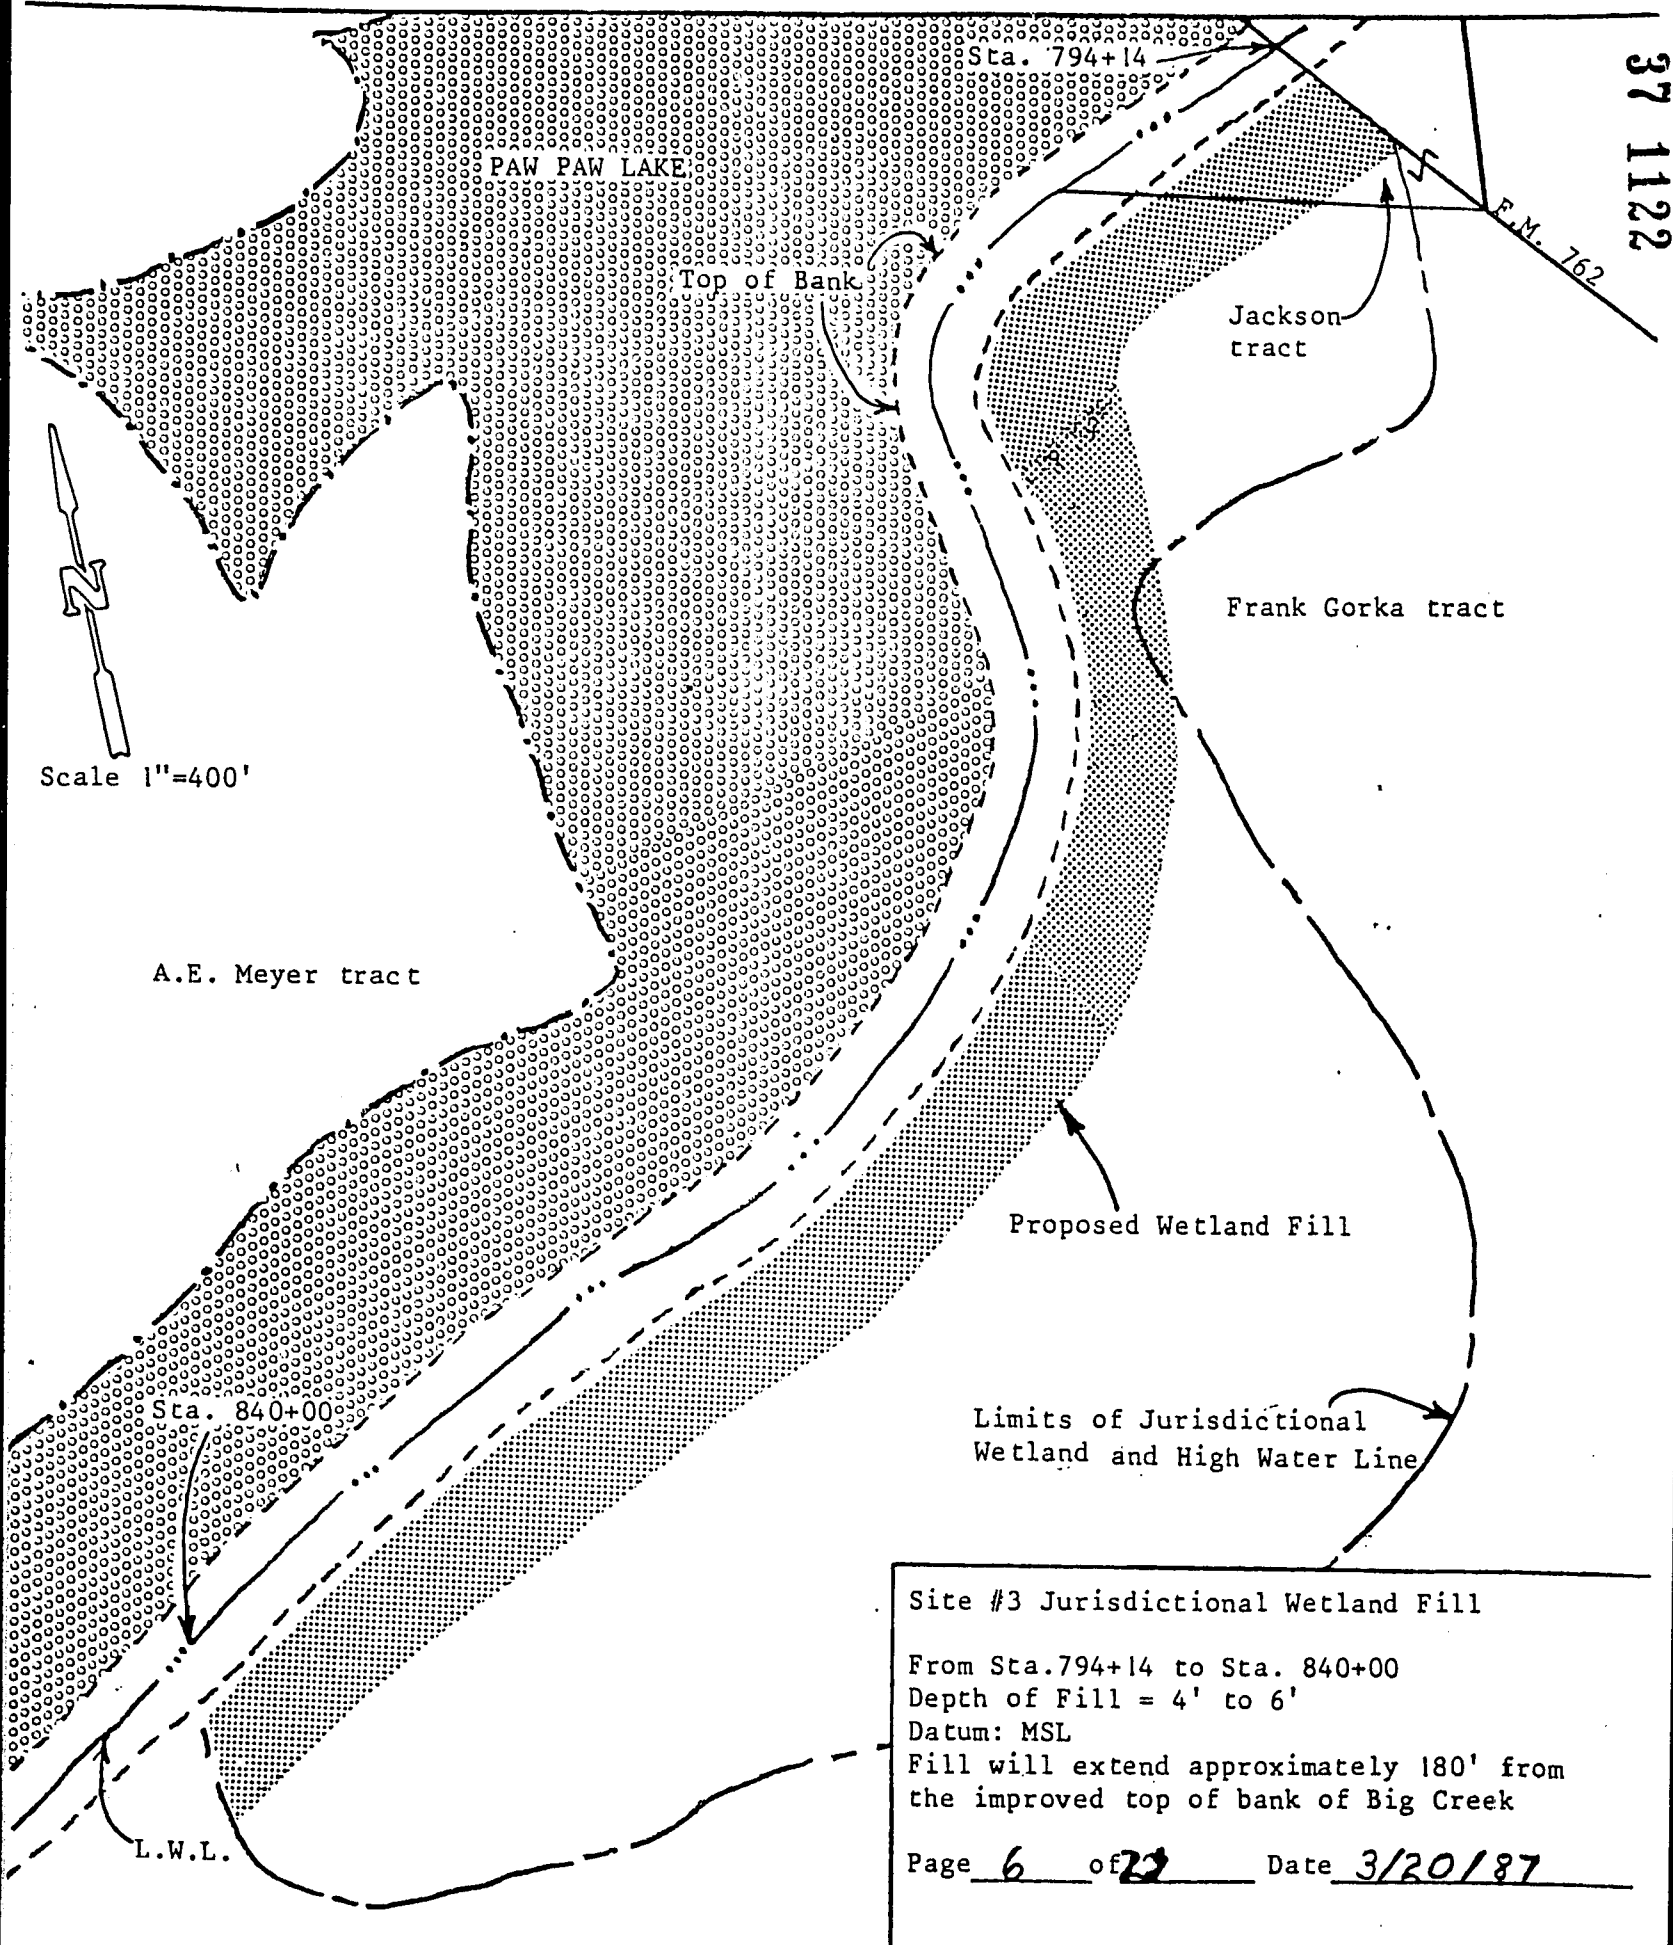 37 1122
Sta. 794+14
PAW PAW LAKE
F.M. 762
Top of Bank
Jackson
tract
N
Frank Gorka tract
Scale 1"=400'
A.E. Meyer tract
Proposed Wetland Fill
Sta. 840+00
Limits of Jurisdictional
Wetland and High Water Line
L.W.L.
Site #3 Jurisdictional Wetland Fill
From Sta.794+14 to Sta. 840+00
Depth of Fill = 4' to 6'
Datum: MSL
Fill will extend approximately 180' from
the improved top of bank of Big Creek
Page 6 of Date 3/20/87